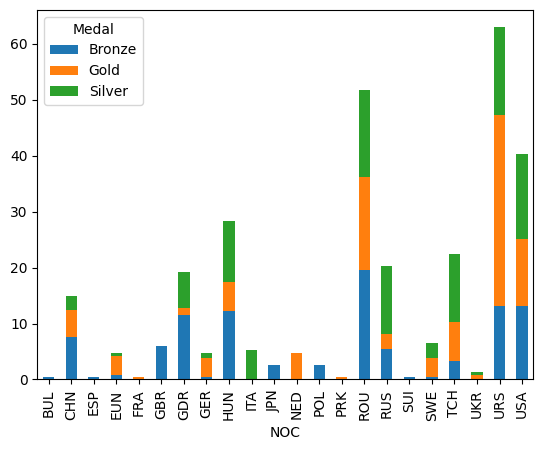 Medal
Bronze
Gold
Silver
60
50
40
30
20
10
0
BUL CHN ESP EUN FRA GBR GDR GER HUN ITA JPN NED POL PRK ROU RUS SUI SWE TCH UKR URS USA
NOC